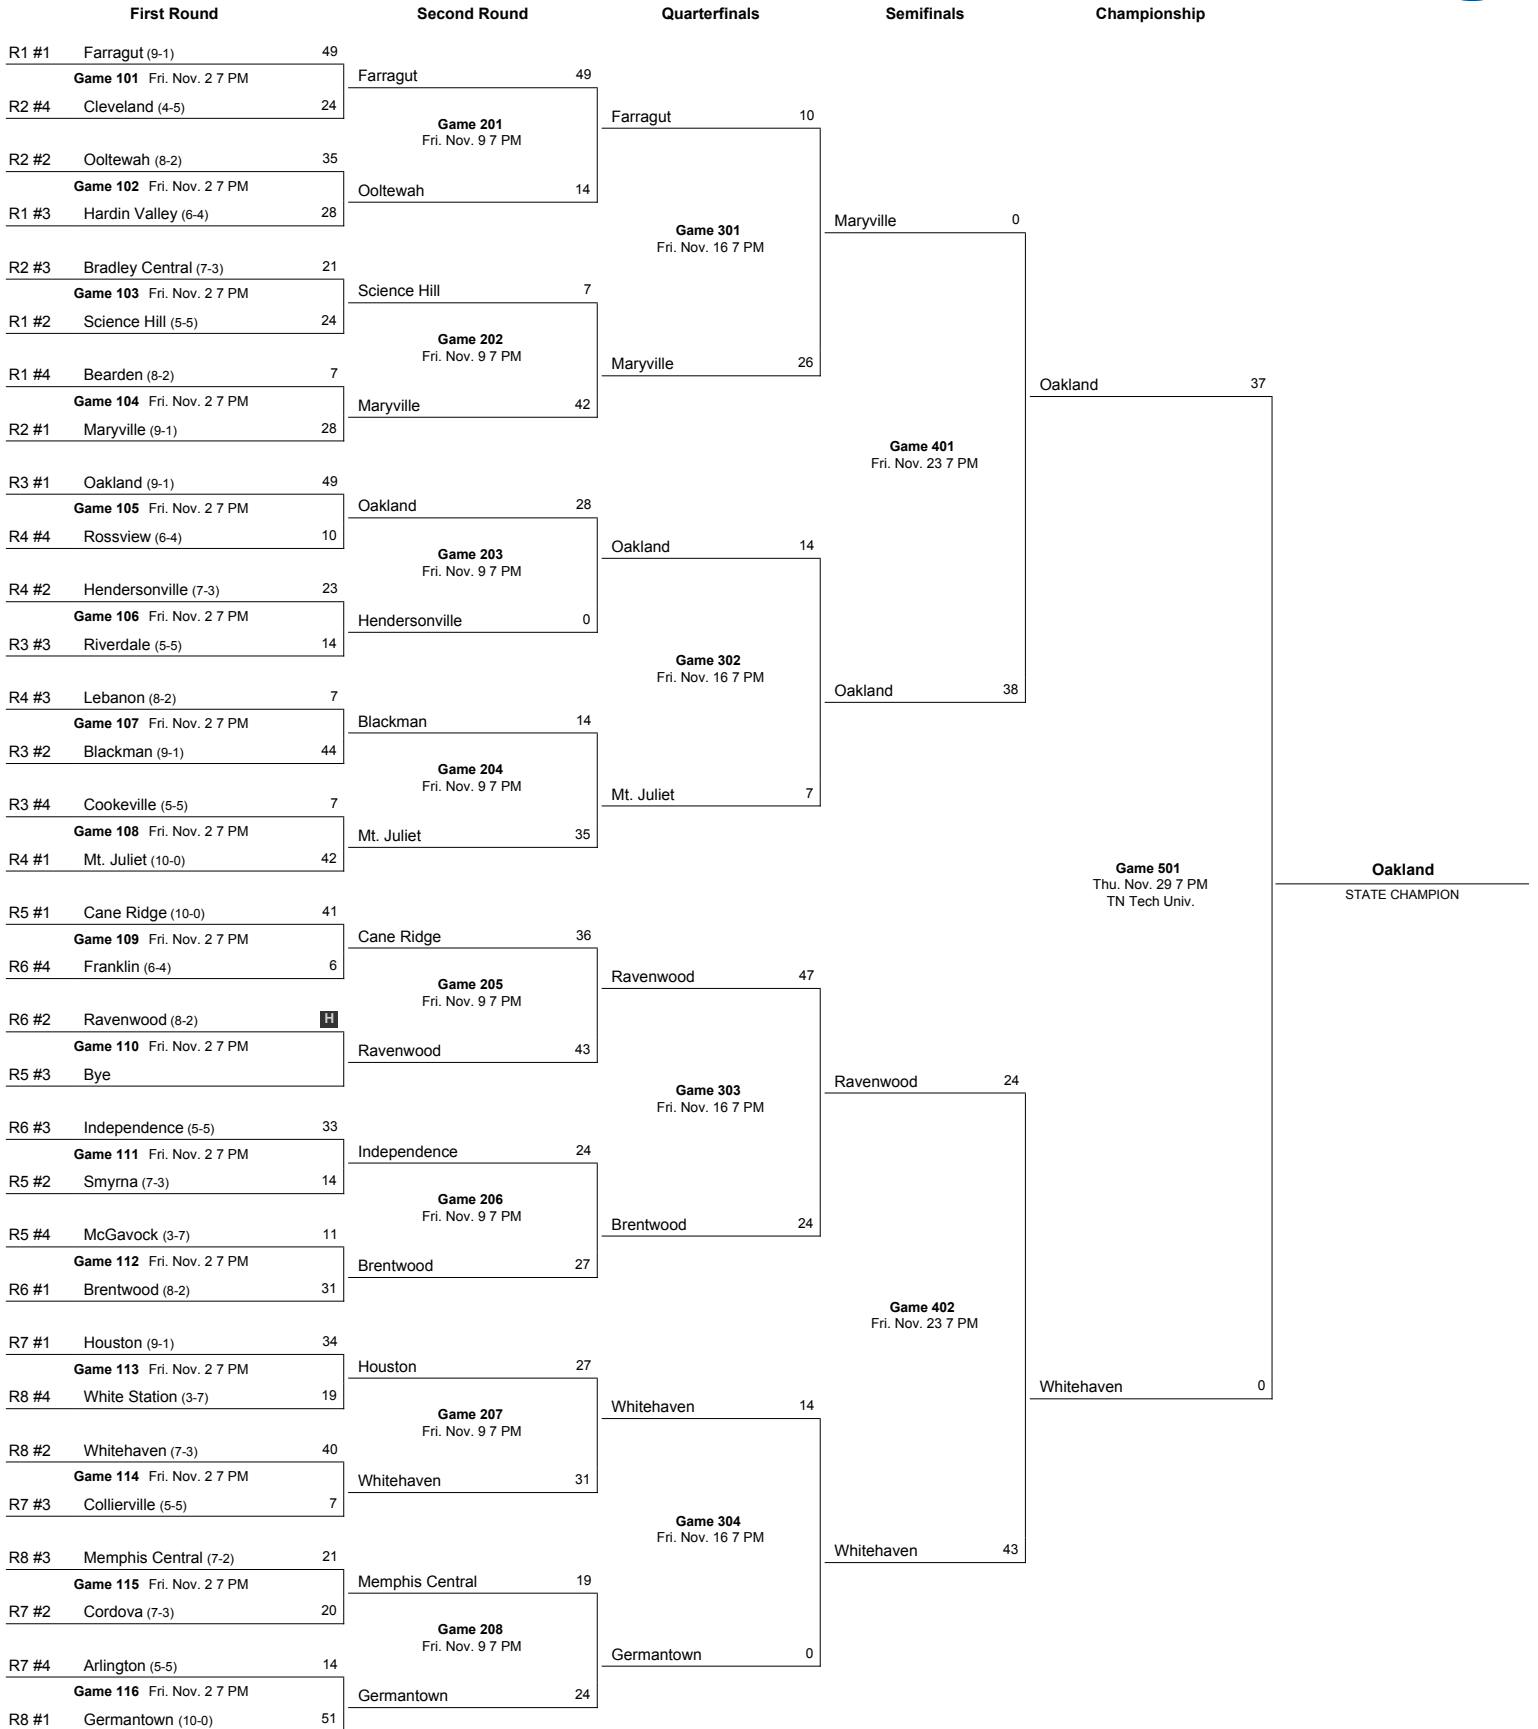 First Round Second Round Quarterfinals Semifinals Championship
R1 #1 Farragut (9-1) 49
Game 101 Fri. Nov. 2 7 PM
R2 #4 Cleveland (4-5) 24
R2 #2 Ooltewah (8-2) 35
Game 102 Fri. Nov. 2 7 PM
R1 #3 Hardin Valley (6-4) 28
R2 #3 Bradley Central (7-3) 21
Game 103 Fri. Nov. 2 7 PM
R1 #2 Science Hill (5-5) 24
R1 #4 Bearden (8-2) 7
Game 104 Fri. Nov. 2 7 PM
R2 #1 Maryville (9-1) 28
R3 #1 Oakland (9-1) 49
Game 105 Fri. Nov. 2 7 PM
R4 #4 Rossview (6-4) 10
R4 #2 Hendersonville (7-3) 23
Game 106 Fri. Nov. 2 7 PM
R3 #3 Riverdale (5-5) 14
R4 #3 Lebanon (8-2) 7
Game 107 Fri. Nov. 2 7 PM
R3 #2 Blackman (9-1) 44
R3 #4 Cookeville (5-5) 7
Game 108 Fri. Nov. 2 7 PM
R4 #1 Mt. Juliet (10-0) 42
R5 #1 Cane Ridge (10-0) 41
Game 109 Fri. Nov. 2 7 PM
R6 #4 Franklin (6-4) 6
R6 #2 Ravenwood (8-2) H
Game 110 Fri. Nov. 2 7 PM
R5 #3 Bye
R6 #3 Independence (5-5) 33
Game 111 Fri. Nov. 2 7 PM
R5 #2 Smyrna (7-3) 14
R5 #4 McGavock (3-7) 11
Game 112 Fri. Nov. 2 7 PM
R6 #1 Brentwood (8-2) 31
R7 #1 Houston (9-1) 34
Game 113 Fri. Nov. 2 7 PM
R8 #4 White Station (3-7) 19
R8 #2 Whitehaven (7-3) 40
Game 114 Fri. Nov. 2 7 PM
R7 #3 Collierville (5-5) 7
R8 #3 Memphis Central (7-2) 21
Game 115 Fri. Nov. 2 7 PM
R7 #2 Cordova (7-3) 20
R7 #4 Arlington (5-5) 14
Game 116 Fri. Nov. 2 7 PM
R8 #1 Germantown (10-0) 51
Farragut 49
Game 201
Fri. Nov. 9 7 PM
Ooltewah 14
Science Hill 7
Game 202
Fri. Nov. 9 7 PM
Maryville 42
Oakland 28
Game 203
Fri. Nov. 9 7 PM
Hendersonville 0
Blackman 14
Game 204
Fri. Nov. 9 7 PM
Mt. Juliet 35
Cane Ridge 36
Game 205
Fri. Nov. 9 7 PM
Ravenwood 43
Independence 24
Game 206
Fri. Nov. 9 7 PM
Brentwood 27
Houston 27
Game 207
Fri. Nov. 9 7 PM
Whitehaven 31
Memphis Central 19
Game 208
Fri. Nov. 9 7 PM
Germantown 24
Farragut 10
Game 301
Fri. Nov. 16 7 PM
Maryville 26
Oakland 14
Game 302
Fri. Nov. 16 7 PM
Mt. Juliet 7
Ravenwood 47
Game 303
Fri. Nov. 16 7 PM
Brentwood 24
Whitehaven 14
Game 304
Fri. Nov. 16 7 PM
Germantown 0
Maryville 0
Game 401
Fri. Nov. 23 7 PM
Oakland 38
Ravenwood 24
Game 402
Fri. Nov. 23 7 PM
Whitehaven 43
Oakland 37
Game 501
Thu. Nov. 29 7 PM
TN Tech Univ.
Whitehaven 0
Oakland
STATE CHAMPION